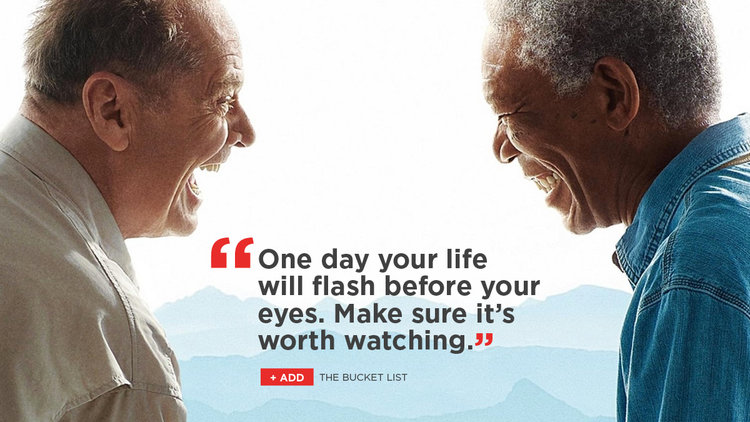 “One day your life
will flash before your
eyes. Make sure it’s
worth watching.”
+ ADD THE BUCKET LIST